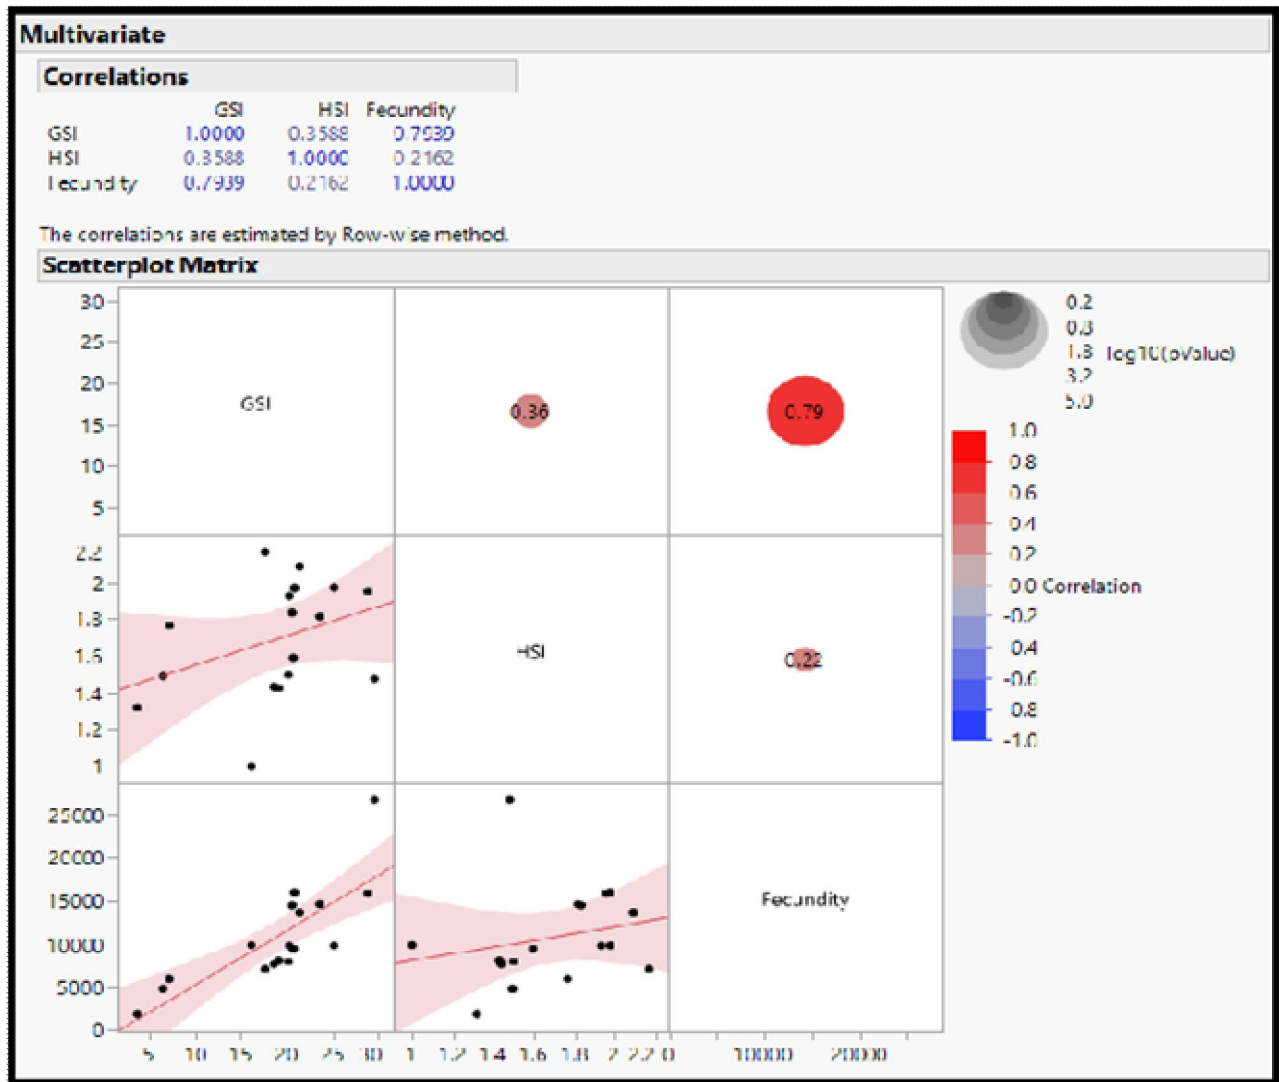 Multivariate
Correlations
GSI HSI Fecundity
GSI 1.0000 0.3588 0.7939
HSI 0.3588 1.0000 0.2162
Fecundity 0.7939 0.2162 1.0000
The correlations are estimated by Row-wise method.
Scatterplot Matrix
30
25
20
15
10
5
GSI
0.36
0.79
0.2
0.8
1.8 log10(pValue)
3.2
5.0
1.0
0.8
0.6
0.4
0.2
0.0 Correlation
-0.2
0.4
-0.6
0.8
-1.0
2.2
2
1.8
1.6
1.4
1.2
1
HSI
0.22
25000
20000
15000
10000
5000
0
Fecundity
5 10 15 20 25 30 1 1.2 1.4 1.6 1.8 2 2.2 0 10000 20000